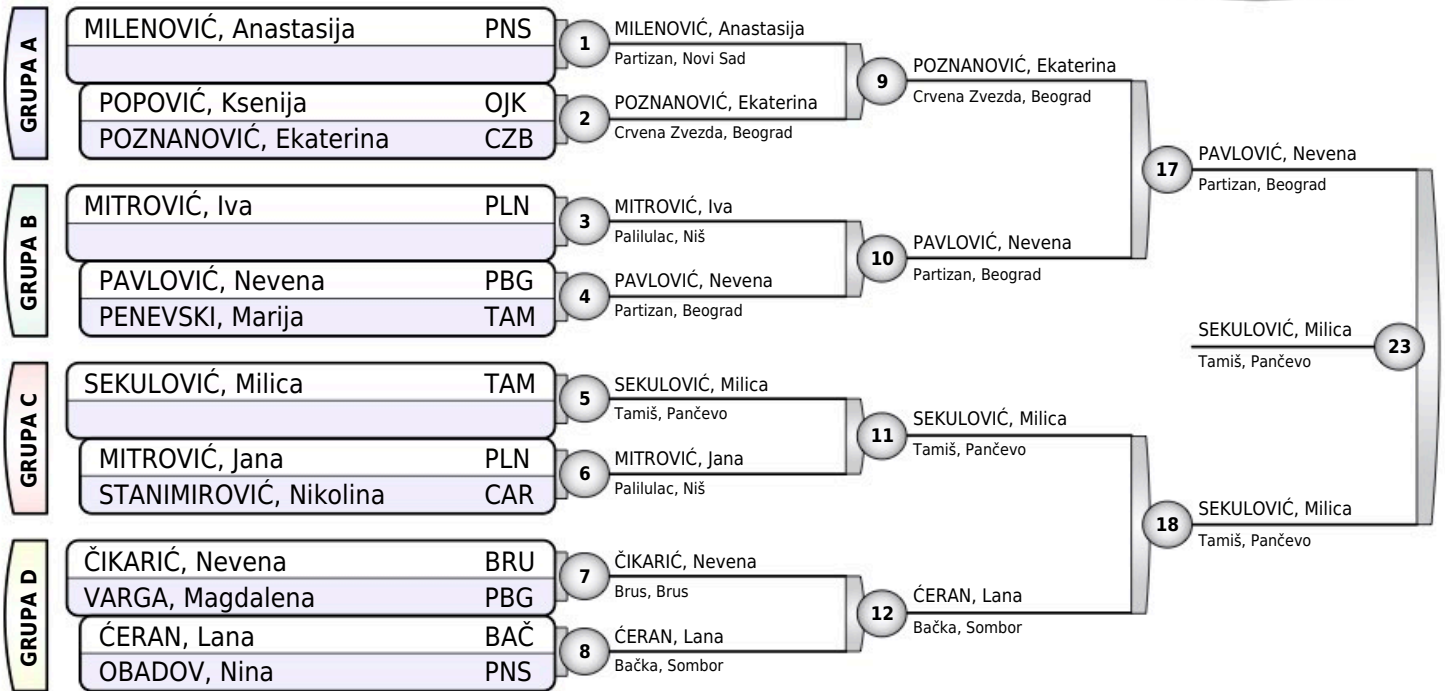 GRUPA A
MILENOVIĆ, Anastasija PNS
POPOVIĆ, Ksenija OJK
POZNANOVIĆ, Ekaterina CZB
GRUPA B
MITROVIĆ, Iva PLN
PAVLOVIĆ, Nevena PBG
PENEVSKI, Marija TAM
GRUPA C
SEKULOVIĆ, Milica TAM
MITROVIĆ, Jana PLN
STANIMIROVIĆ, Nikolina CAR
GRUPA D
ČIKARIĆ, Nevena BRU
VARGA, Magdalena PBG
ĆERAN, Lana BAČ
OBADOV, Nina PNS
1
MILENOVIĆ, Anastasija
Partizan, Novi Sad
2
POZNANOVIĆ, Ekaterina
Crvena Zvezda, Beograd
3
MITROVIĆ, Iva
Palilulac, Niš
4
PAVLOVIĆ, Nevena
Partizan, Beograd
5
SEKULOVIĆ, Milica
Tamiš, Pančevo
6
MITROVIĆ, Jana
Palilulac, Niš
7
ČIKARIĆ, Nevena
Brus, Brus
8
ĆERAN, Lana
Bačka, Sombor
9
POZNANOVIĆ, Ekaterina
Crvena Zvezda, Beograd
10
PAVLOVIĆ, Nevena
Partizan, Beograd
11
SEKULOVIĆ, Milica
Tamiš, Pančevo
12
ĆERAN, Lana
Bačka, Sombor
17
PAVLOVIĆ, Nevena
Partizan, Beograd
18
SEKULOVIĆ, Milica
Tamiš, Pančevo
SEKULOVIĆ, Milica
Tamiš, Pančevo
23